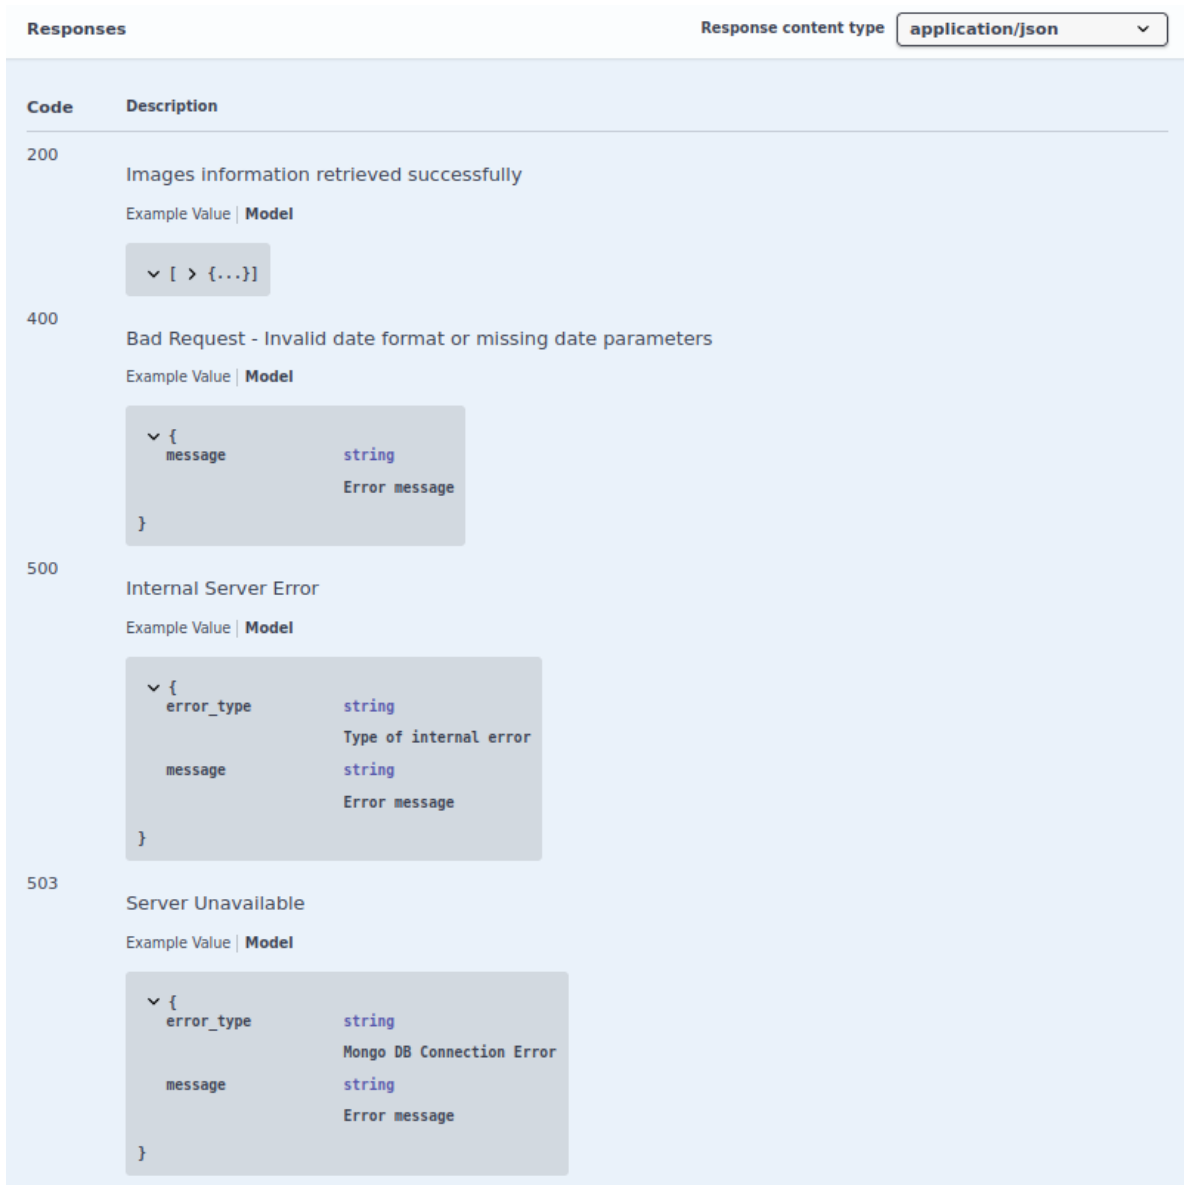 Responses
Response content type application/json
Code Description
200
Images information retrieved successfully
Example Value | Model
[ {...}]
400
Bad Request - Invalid date format or missing date parameters
Example Value | Model
{
message string
Error message
}
500
Internal Server Error
Example Value | Model
{
error_type string
Type of internal error
message string
Error message
}
503
Server Unavailable
Example Value | Model
{
error_type string
Mongo DB Connection Error
message string
Error message
}